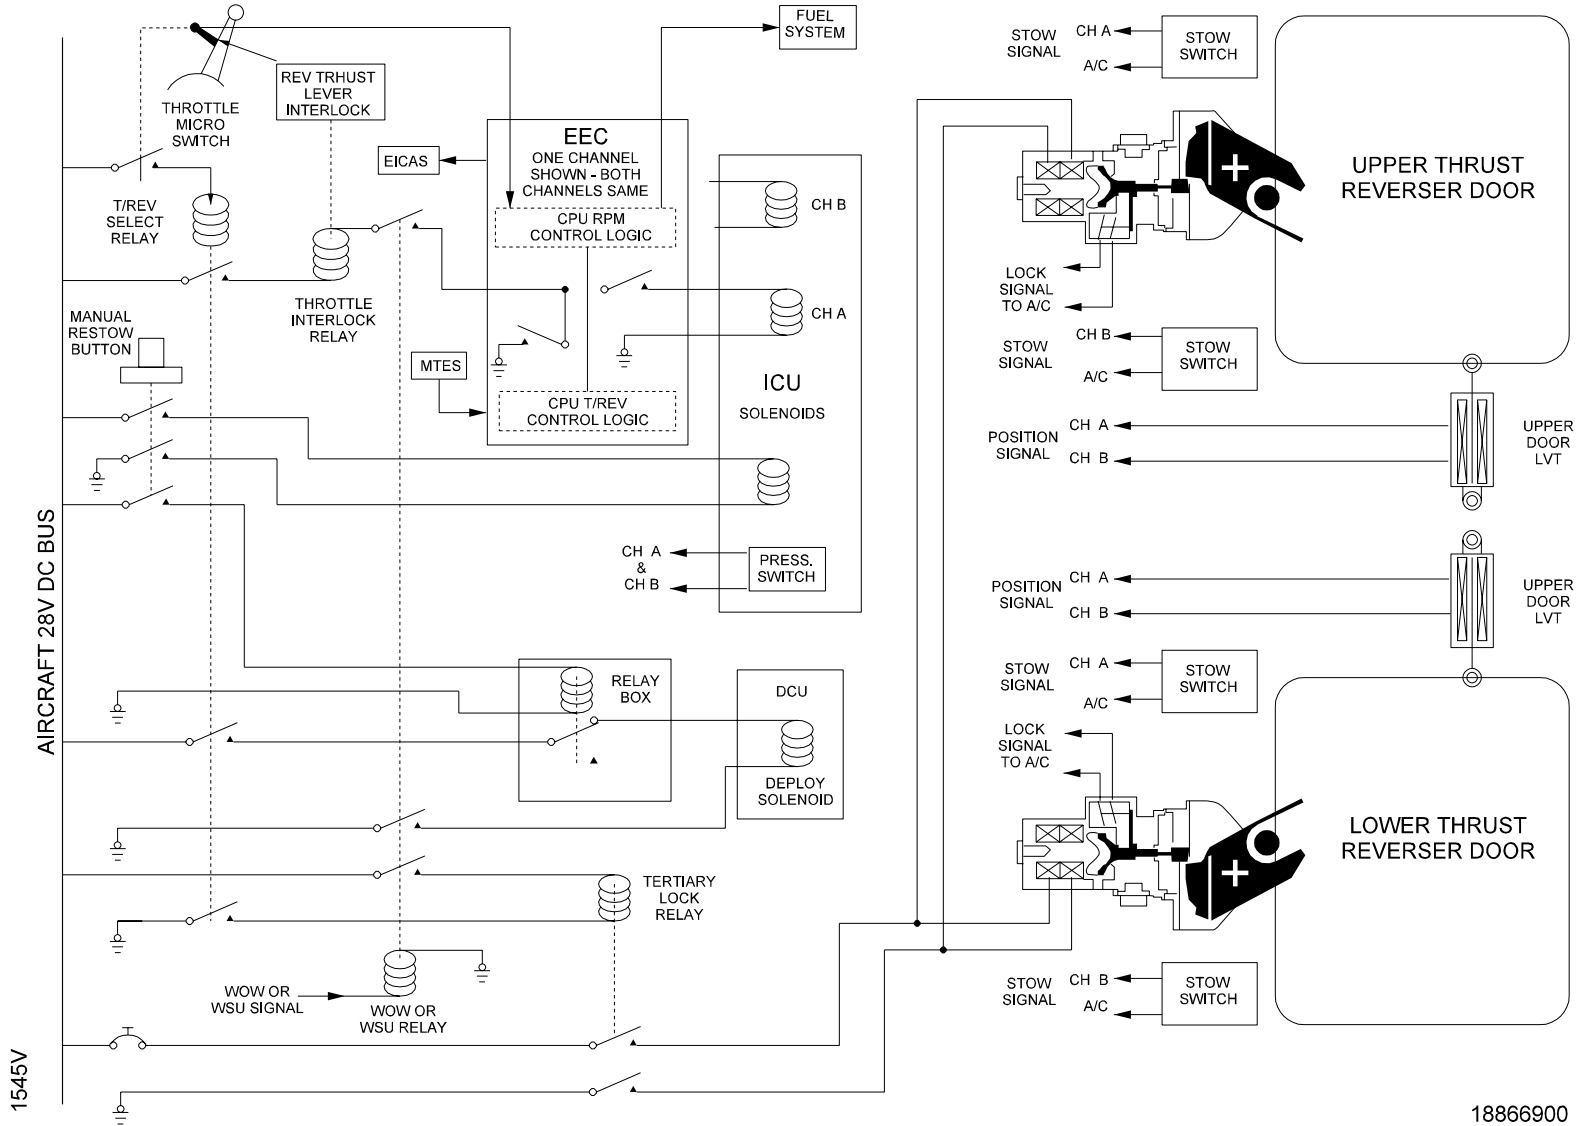 FUEL
SYSTEM
REV TRHUST
LEVER
INTERLOCK
THROTTLE
MICRO
SWITCH
T/REV
SELECT
RELAY
THROTTLE
INTERLOCK
RELAY
MANUAL
RESTOW
BUTTON
EICAS
MTES
EEC
ONE CHANNEL
SHOWN - BOTH
CHANNELS SAME
CPU RPM
CONTROL LOGIC
CPU T/REV
CONTROL LOGIC
CH B
CH A
ICU
SOLENOIDS
CH A
&
CH B
PRESS.
SWITCH
RELAY
BOX
DCU
DEPLOY
SOLENOID
TERTIARY
LOCK
RELAY
WOW OR
WSU SIGNAL
WOW OR
WSU RELAY
AIRCRAFT 28V DC BUS
1545V
STOW
SIGNAL
CH A
A/C
STOW
SWITCH
UPPER THRUST
REVERSER DOOR
LOCK
SIGNAL
TO A/C
STOW
SIGNAL
CH B
A/C
STOW
SWITCH
POSITION
SIGNAL
CH A
CH B
UPPER
DOOR
LVT
POSITION
SIGNAL
CH A
CH B
UPPER
DOOR
LVT
STOW
SIGNAL
CH A
A/C
STOW
SWITCH
LOCK
SIGNAL
TO A/C
LOWER THRUST
REVERSER DOOR
STOW
SIGNAL
CH B
A/C
STOW
SWITCH
18866900